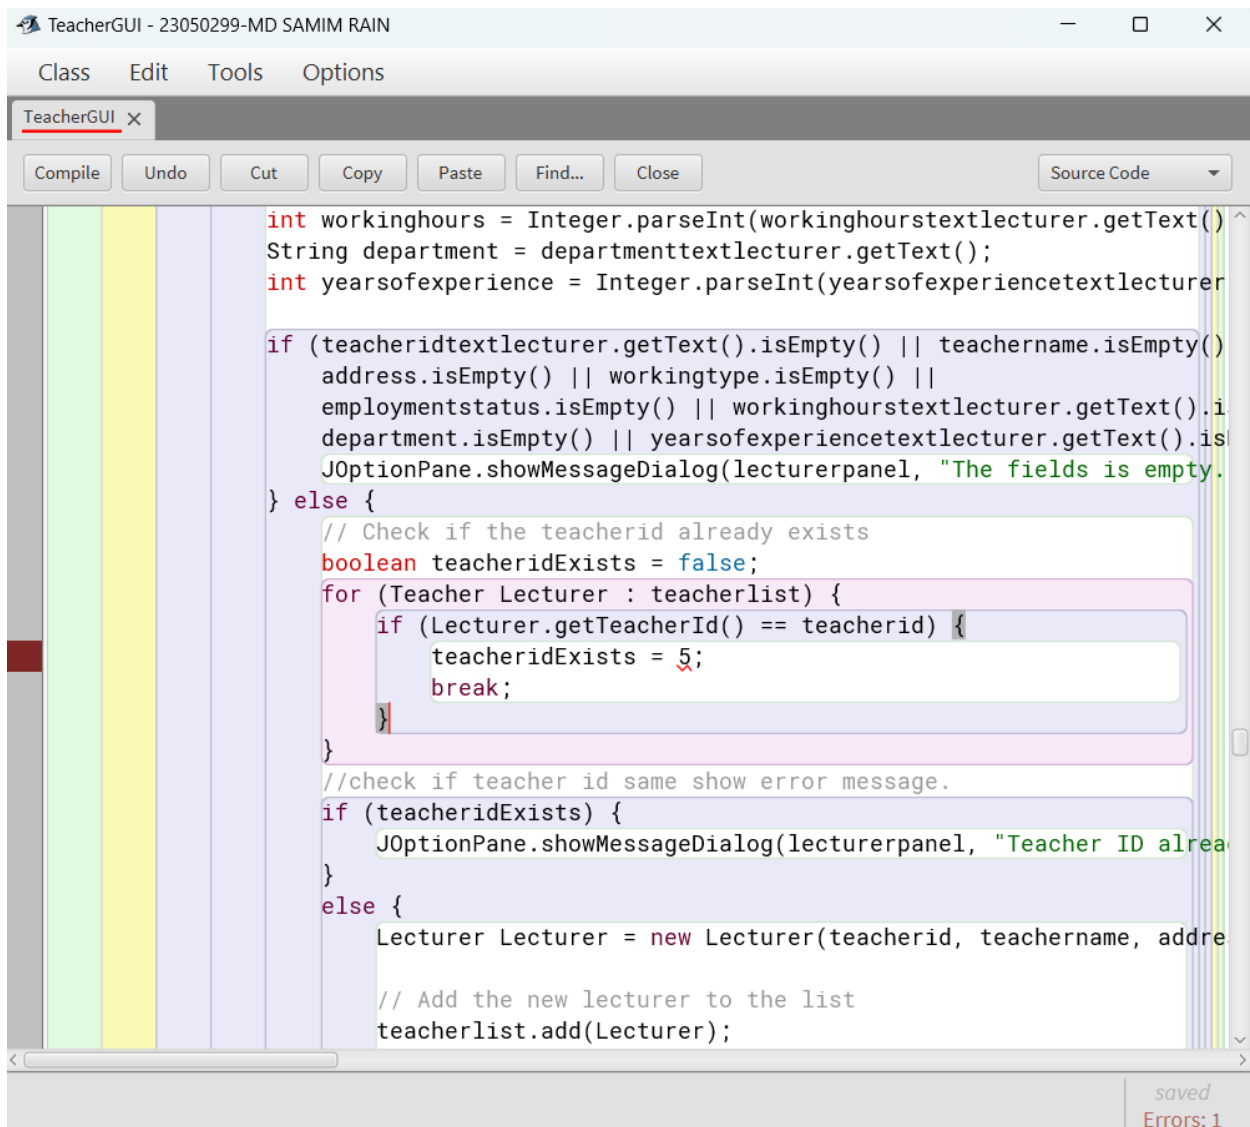 TeacherGUI - 23050299-MD SAMIM RAIN
Class Edit Tools Options
TeacherGUI
Compile Undo Cut Copy Paste Find... Close Source Code
int workinghours = Integer.parseInt(workinghourstextlecturer.getText()
String department = departmenttextlecturer.getText();
int yearsofexperience = Integer.parseInt(yearsofexperiencetextlecturer
if (teacheridtextlecturer.getText().isEmpty() || teachername.isEmpty()
address.isEmpty() || workingtype.isEmpty() ||
employmentstatus.isEmpty() || workinghourstextlecturer.getText().i
department.isEmpty() || yearsofexperiencetextlecturer.getText().is
JOptionPane.showMessageDialog(lecturerpanel, "The fields is empty.
} else {
// Check if the teacherid already exists
boolean teacheridExists = false;
for (Teacher Lecturer : teacherlist) {
if (Lecturer.getTeacherId() == teacherid) {
teacheridExists = 5;
break;
}
}
//check if teacher id same show error message.
if (teacheridExists) {
JOptionPane.showMessageDialog(lecturerpanel, "Teacher ID alrea
}
else {
Lecturer Lecturer = new Lecturer(teacherid, teachername, addre
// Add the new lecturer to the list
teacherlist.add(Lecturer);
saved
Errors: 1